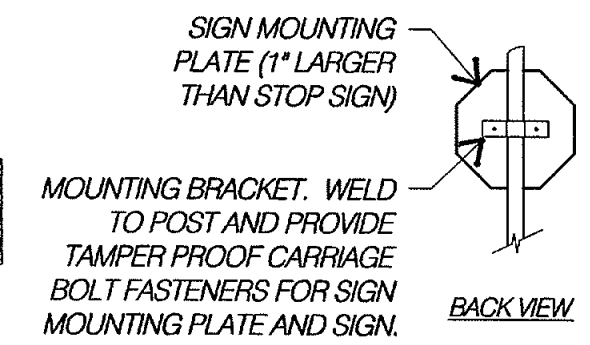 SIGN MOUNTING
PLATE (1" LARGER
THAN STOP SIGN)
MOUNTING BRACKET. WELD
TO POST AND PROVIDE
TAMPER PROOF CARRIAGE
BOLT FASTENERS FOR SIGN
MOUNTING PLATE AND SIGN.
BACK VIEW